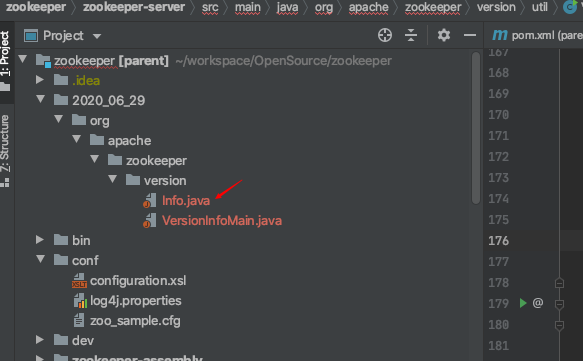 zookeeper zookeeper-server src main java org apache zookeeper version util
1: Project
Project
m pom.xml (pare
zookeeper [parent] ~/workspace/OpenSource/zookeeper
.idea
2020_06_29
org
apache
zookeeper
version
Info.java
VersionInfoMain.java
bin
conf
configuration.xsl
log4j.properties
zoo_sample.cfg
dev
zookeeper-assembly
Z: Structure
167
168
169
170
171
172
173
174
175
176
177
178
179 @
180
181